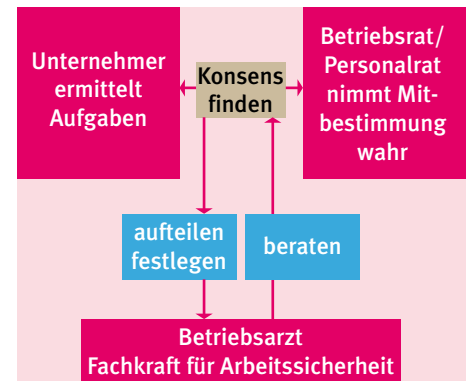 Unternehmer
ermittelt
Aufgaben
Konsens
finden
Betriebsrat/
Personalrat
nimmt Mit-
bestimmung
wahr
aufteilen
festlegen
beraten
Betriebsarzt
Fachkraft für Arbeitssicherheit